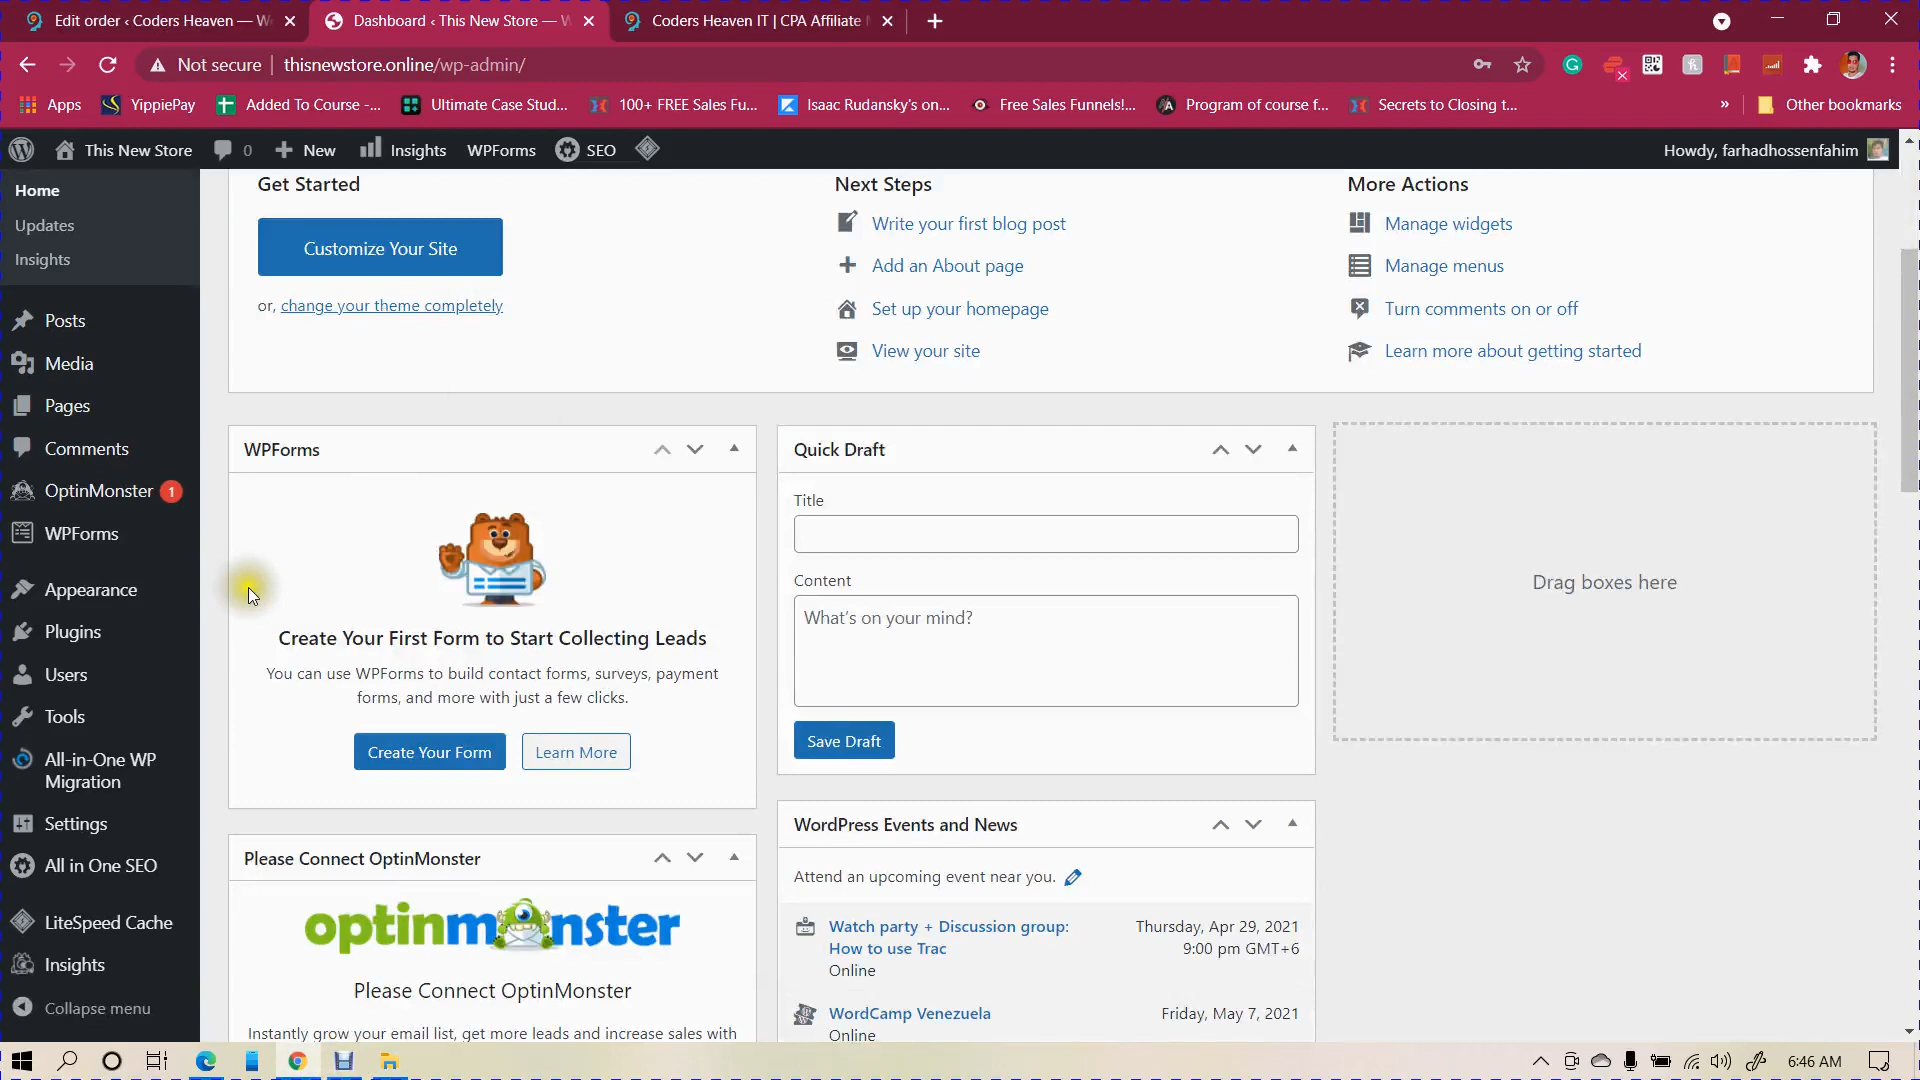 Edit order ‹ Coders Heaven — W
Dashboard ‹ This New Store — W
Coders Heaven IT | CPA Affiliate M
Not secure
thisnewstore.online/wp-admin/
Apps
YippiePay
Added To Course -...
Ultimate Case Stud...
100+ FREE Sales Fu...
Isaac Rudansky's on...
Free Sales Funnels!...
Program of course f...
Secrets to Closing t...
»
Other bookmarks
This New Store
0
New
Insights
WPForms
SEO
Howdy, farhadhossenfahim
Home
Updates
Insights
Posts
Media
Pages
Comments
OptinMonster 1
WPForms
Appearance
Plugins
Users
Tools
All-in-One WP
Migration
Settings
All in One SEO
LiteSpeed Cache
Insights
Collapse menu
Get Started
Customize Your Site
or, change your theme completely
Next Steps
Write your first blog post
Add an About page
Set up your homepage
View your site
More Actions
Manage widgets
Manage menus
Turn comments on or off
Learn more about getting started
WPForms
Create Your First Form to Start Collecting Leads
You can use WPForms to build contact forms, surveys, payment
forms, and more with just a few clicks.
Create Your Form
Learn More
Please Connect OptinMonster
optinmonster
Please Connect OptinMonster
Instantly grow your email list, get more leads and increase sales with
Quick Draft
Title
Content
What's on your mind?
Save Draft
WordPress Events and News
Attend an upcoming event near you.
Watch party + Discussion group:
How to use Trac
Online
Thursday, Apr 29, 2021
9:00 pm GMT+6
WordCamp Venezuela
Online
Friday, May 7, 2021
Drag boxes here
6:46 AM